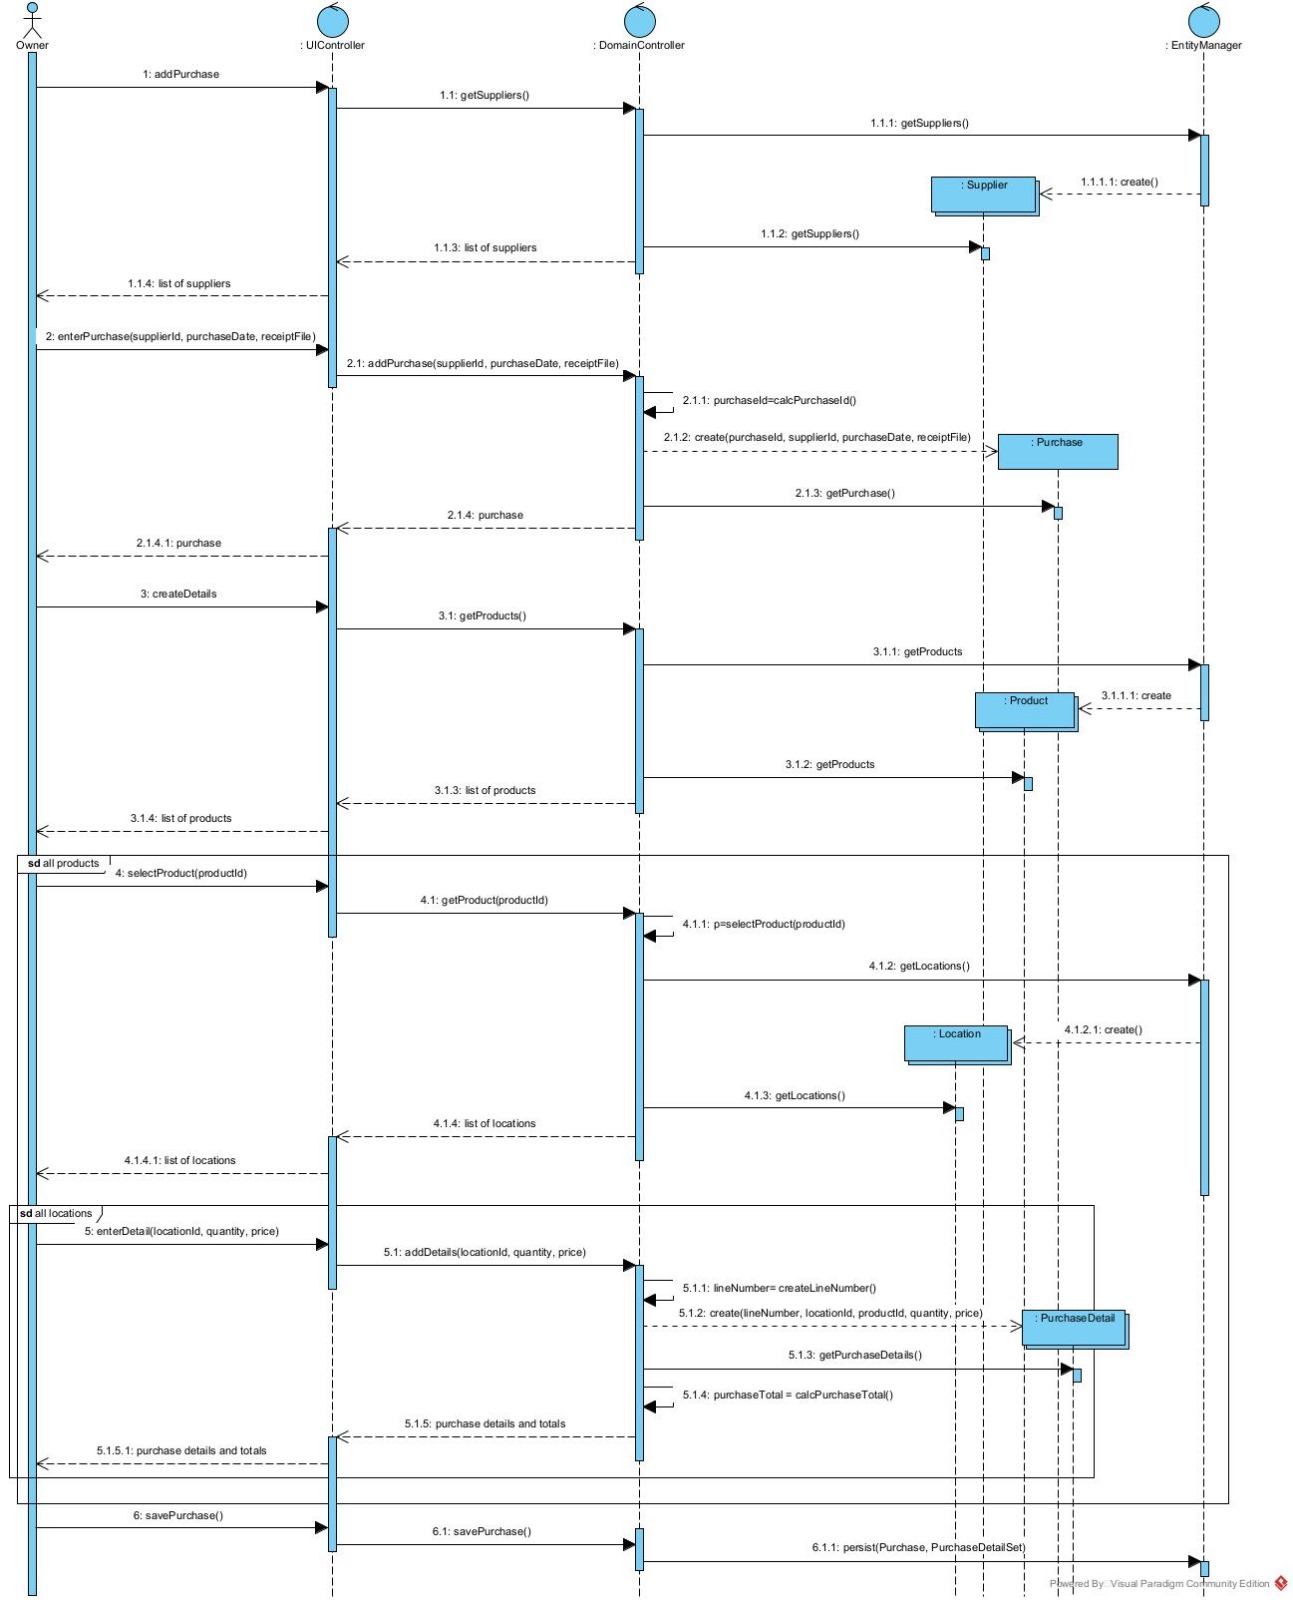 Owner
: UIController
: DomainController
: EntityManager
1: addPurchase
1.1: getSuppliers()
1.1.1: getSuppliers()
: Supplier
1.1.1.1: create()
1.1.2: getSuppliers()
1.1.3: list of suppliers
1.1.4: list of suppliers
2: enterPurchase(supplierId, purchaseDate, receiptFile)
2.1: addPurchase(supplierId, purchaseDate, receiptFile)
2.1.1: purchaseId=calcPurchaseId()
2.1.2: create(purchaseId, supplierId, purchaseDate, receiptFile)
: Purchase
2.1.3: getPurchase()
2.1.4: purchase
2.1.4.1: purchase
3: createDetails
3.1: getProducts()
3.1.1: getProducts
: Product
3.1.1.1: create
3.1.2: getProducts
3.1.3: list of products
3.1.4: list of products
sd all products
4: selectProduct(productId)
4.1: getProduct(productId)
4.1.1: p=selectProduct(productId)
4.1.2: getLocations()
: Location
4.1.2.1: create()
4.1.3: getLocations()
4.1.4: list of locations
4.1.4.1: list of locations
sd all locations
5: enterDetail(locationId, quantity, price)
5.1: addDetails(locationId, quantity, price)
5.1.1: lineNumber= createLineNumber()
5.1.2: create(lineNumber, locationId, productId, quantity, price)
: PurchaseDetail
5.1.3: getPurchaseDetails()
5.1.4: purchaseTotal = calcPurchaseTotal()
5.1.5: purchase details and totals
5.1.5.1: purchase details and totals
6: savePurchase()
6.1: savePurchase()
6.1.1: persist(Purchase, PurchaseDetailSet)
Powered By Visual Paradigm Community Edition